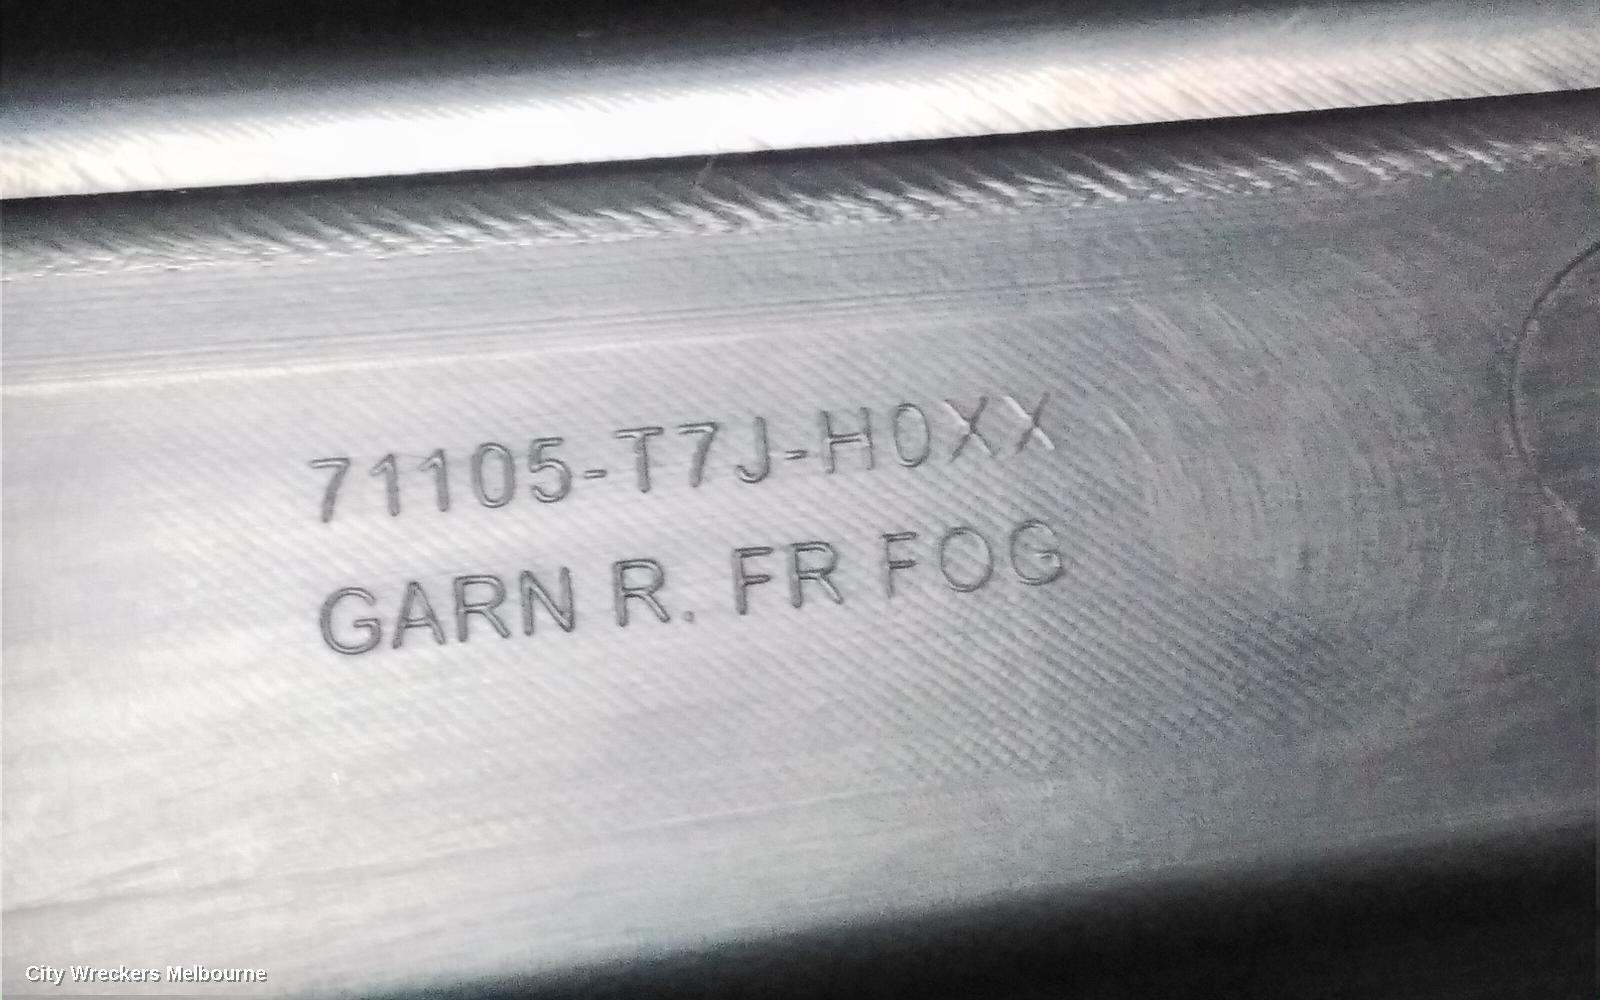 71105-T7J-H0XX
GARN R. FR FOG
City Wreckers Melbourne